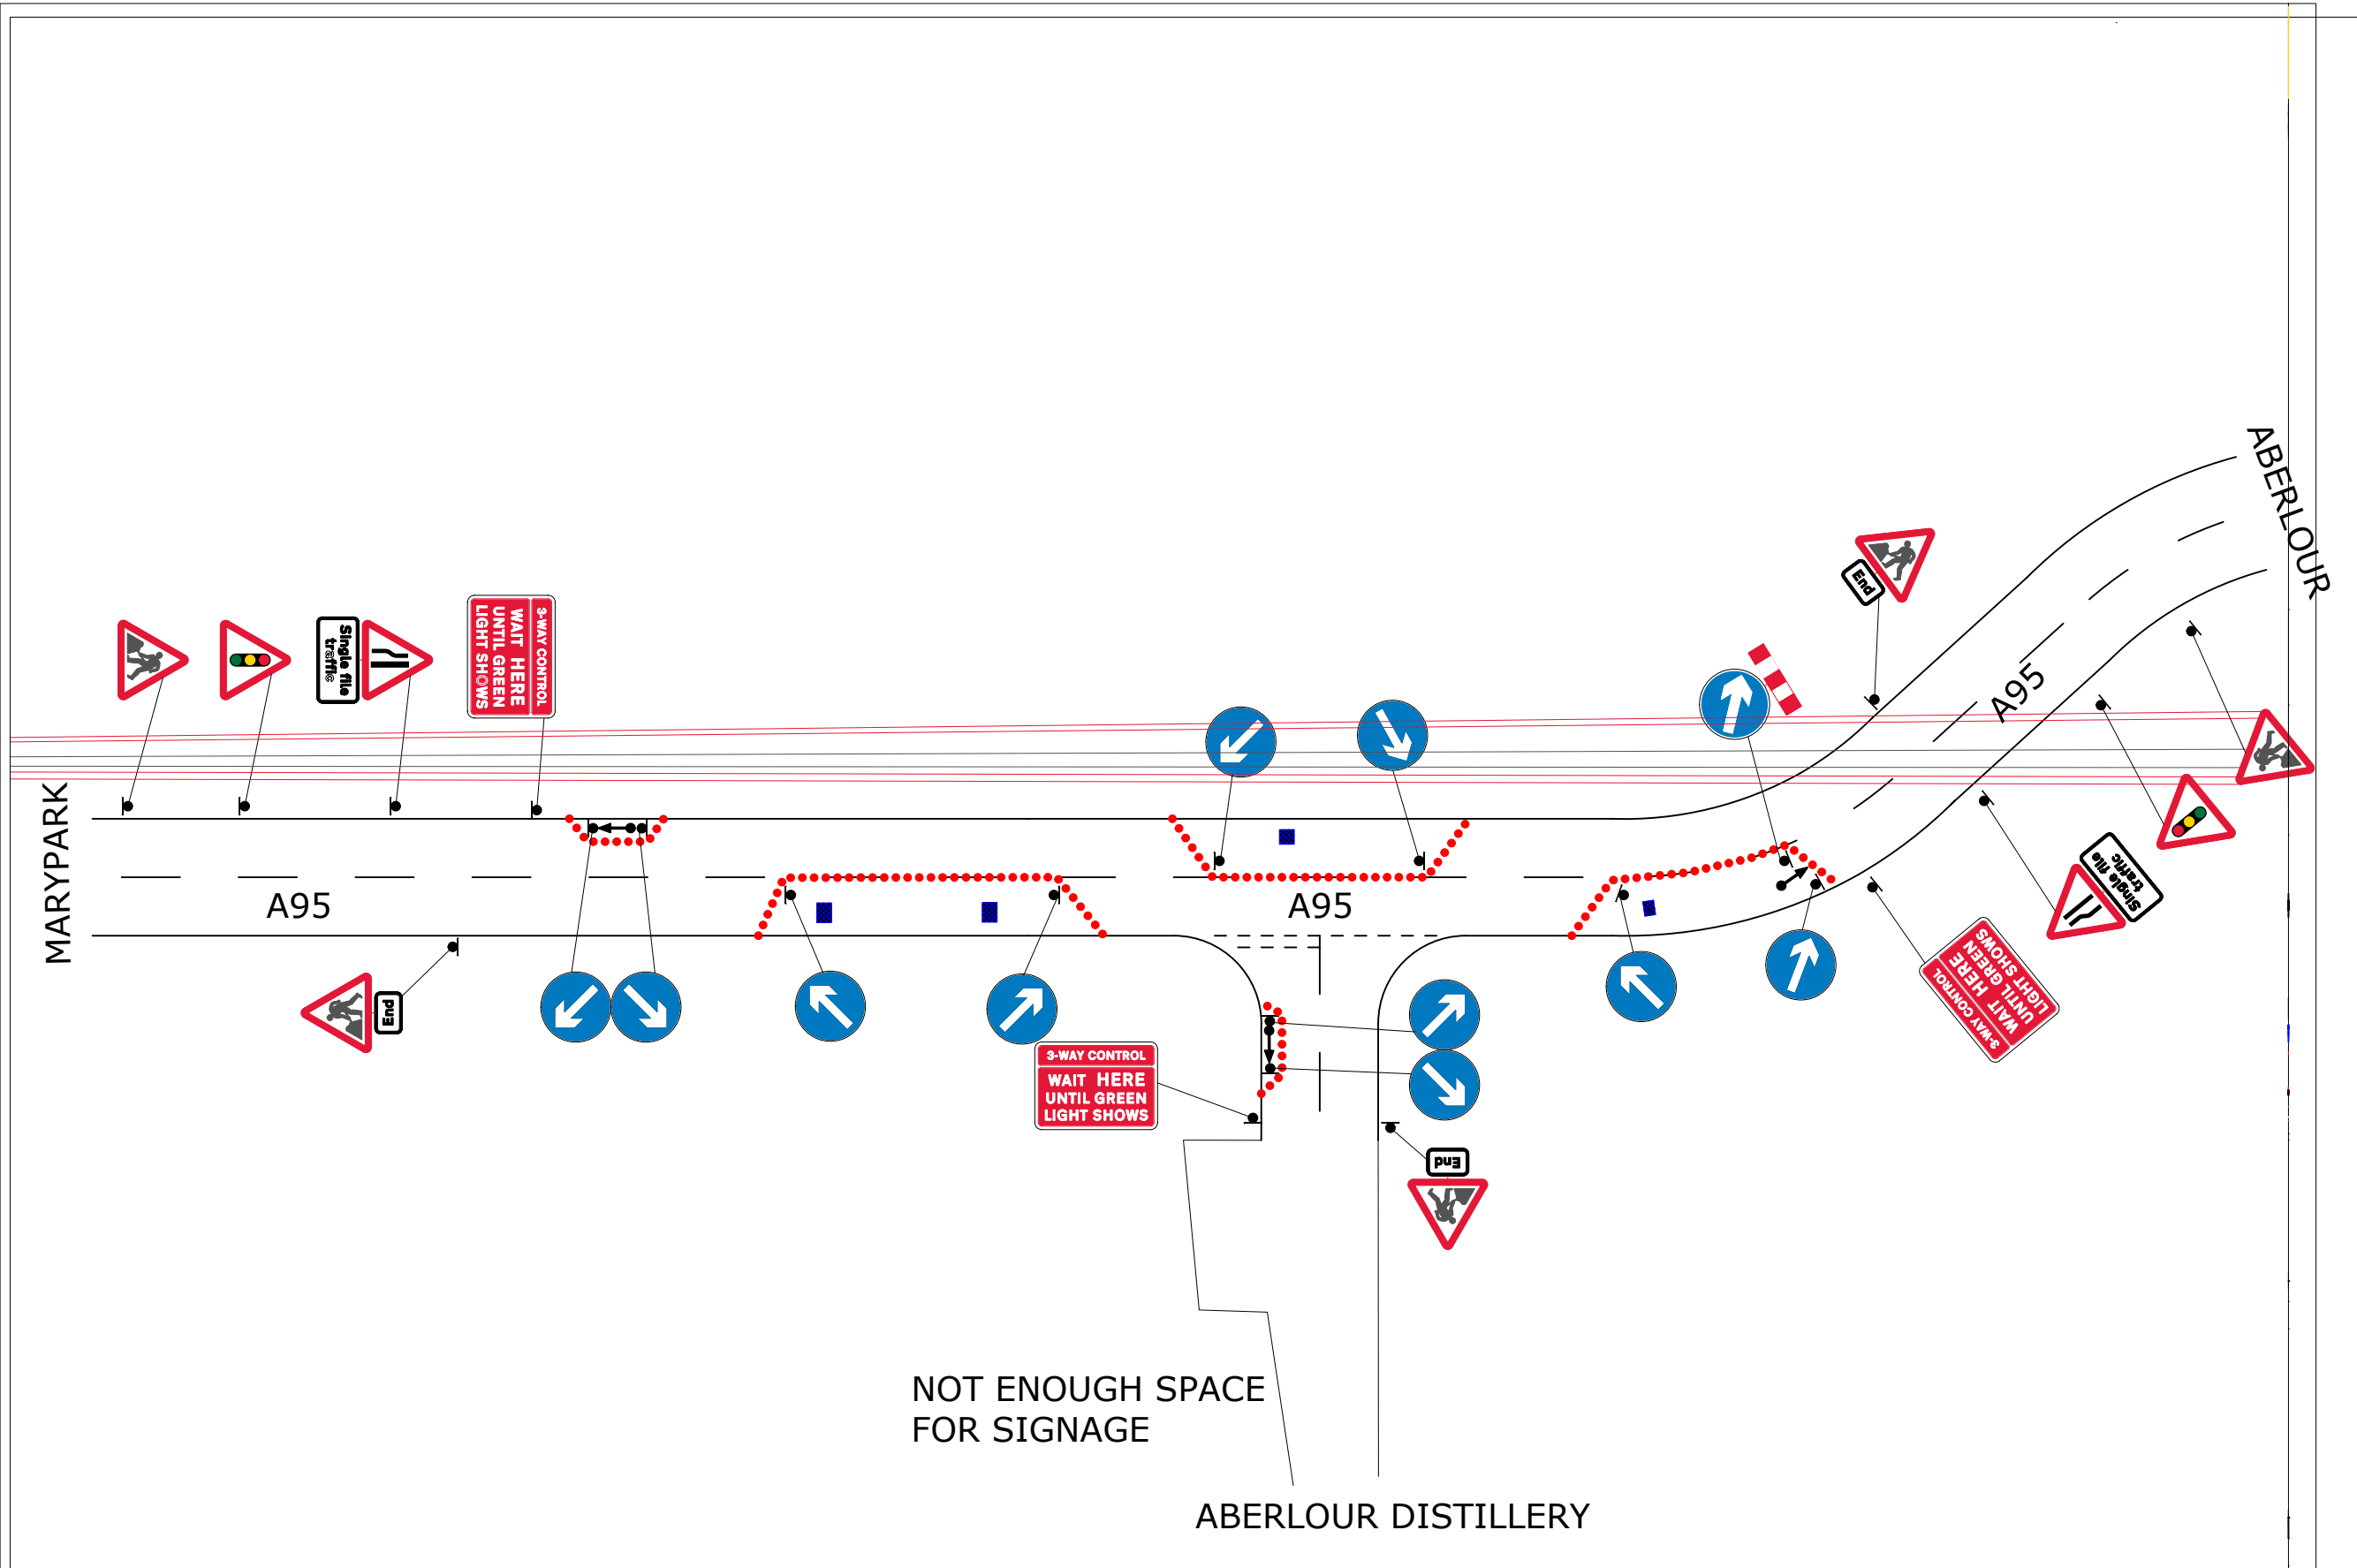 MARYPARK
A95
Single file
traffic
3-WAY CONTROL
WAIT HERE
UNTIL GREEN
LIGHT SHOWS
End
3-WAY CONTROL
WAIT HERE
UNTIL GREEN
LIGHT SHOWS
A95
End
End
A95
ABERLOUR
Single file
traffic
3-WAY CONTROL
WAIT HERE
UNTIL GREEN
LIGHT SHOWS
NOT ENOUGH SPACE
FOR SIGNAGE
ABERLOUR DISTILLERY